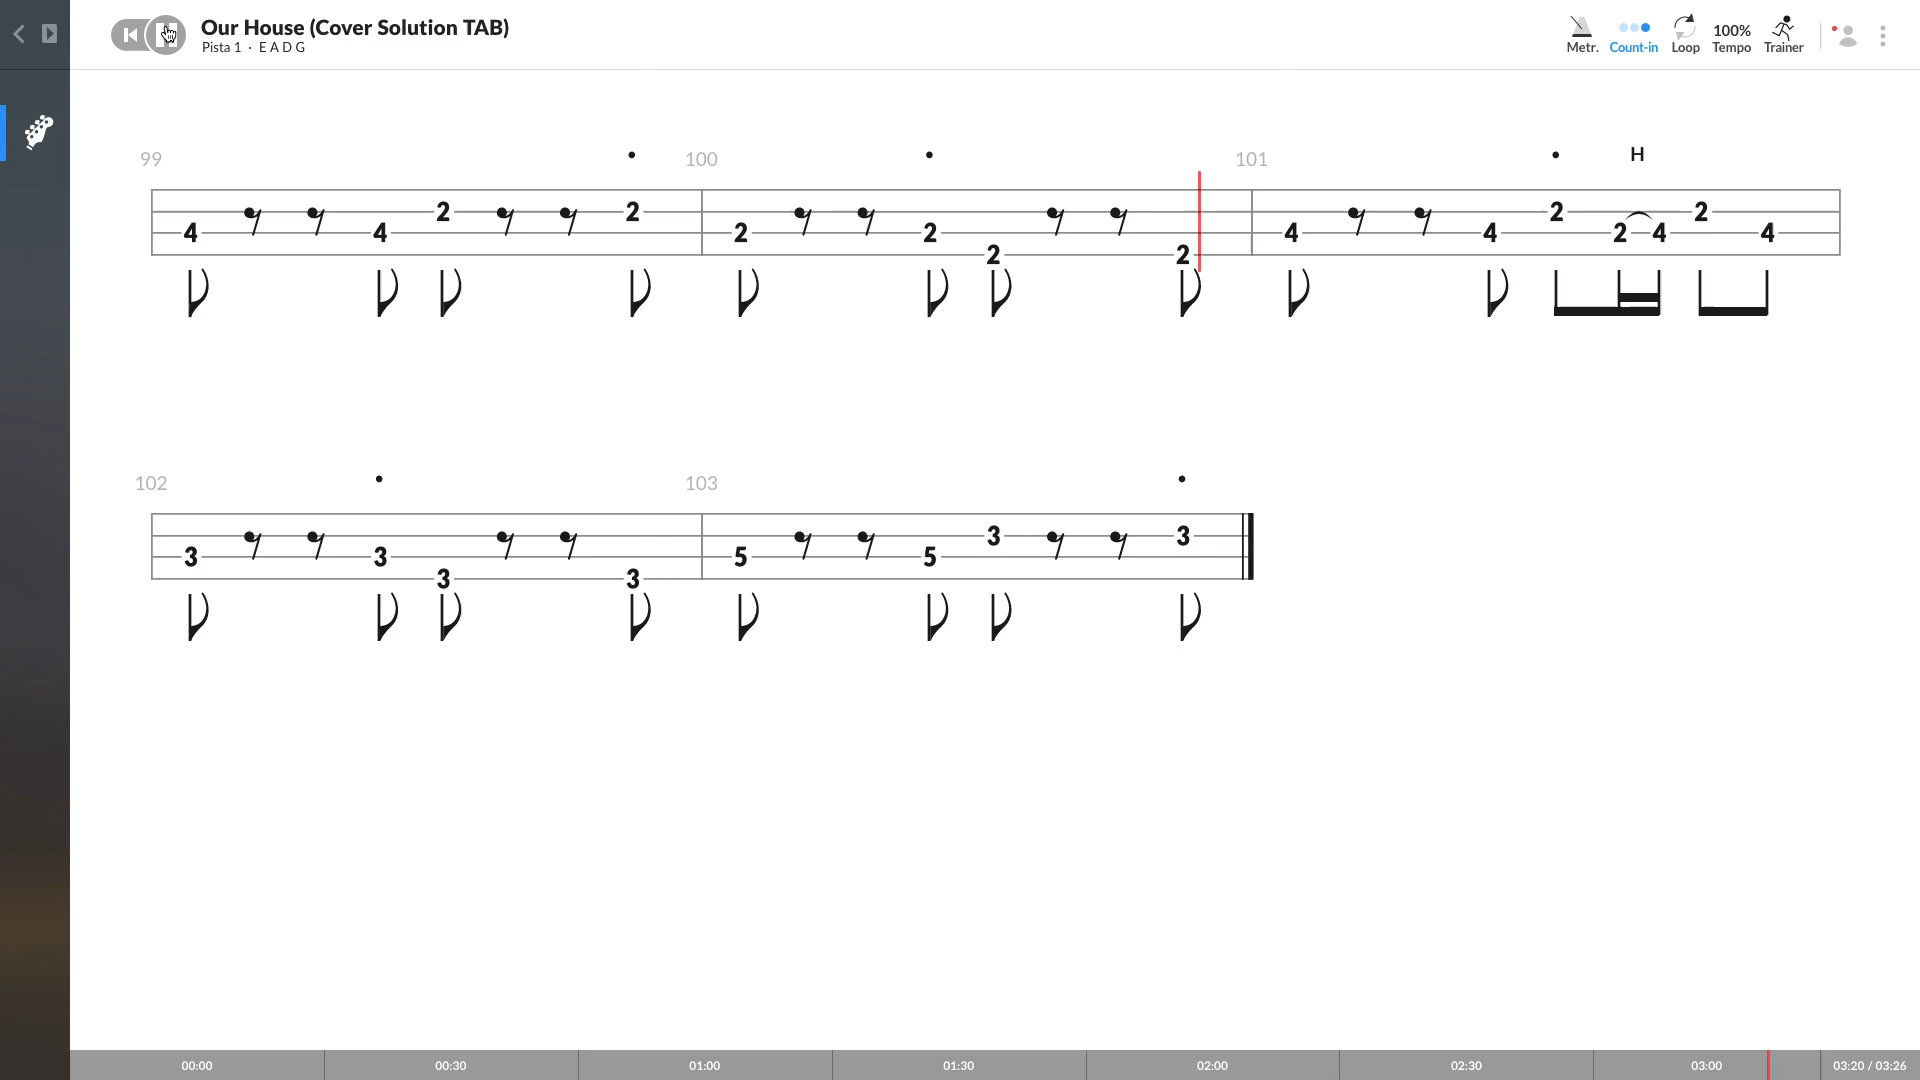 Our House (Cover Solution TAB)
Pista 1 · E A D G
Metr. Count-in Loop 100% Tempo Trainer
99 100 101 H
4 4 2 2 2 2 2 2 4 4 2 2 4 2 4
102 103
3 3 3 3 5 5 3 3
00:00 00:30 01:00 01:30 02:00 02:30 03:00 03:20 / 03:26